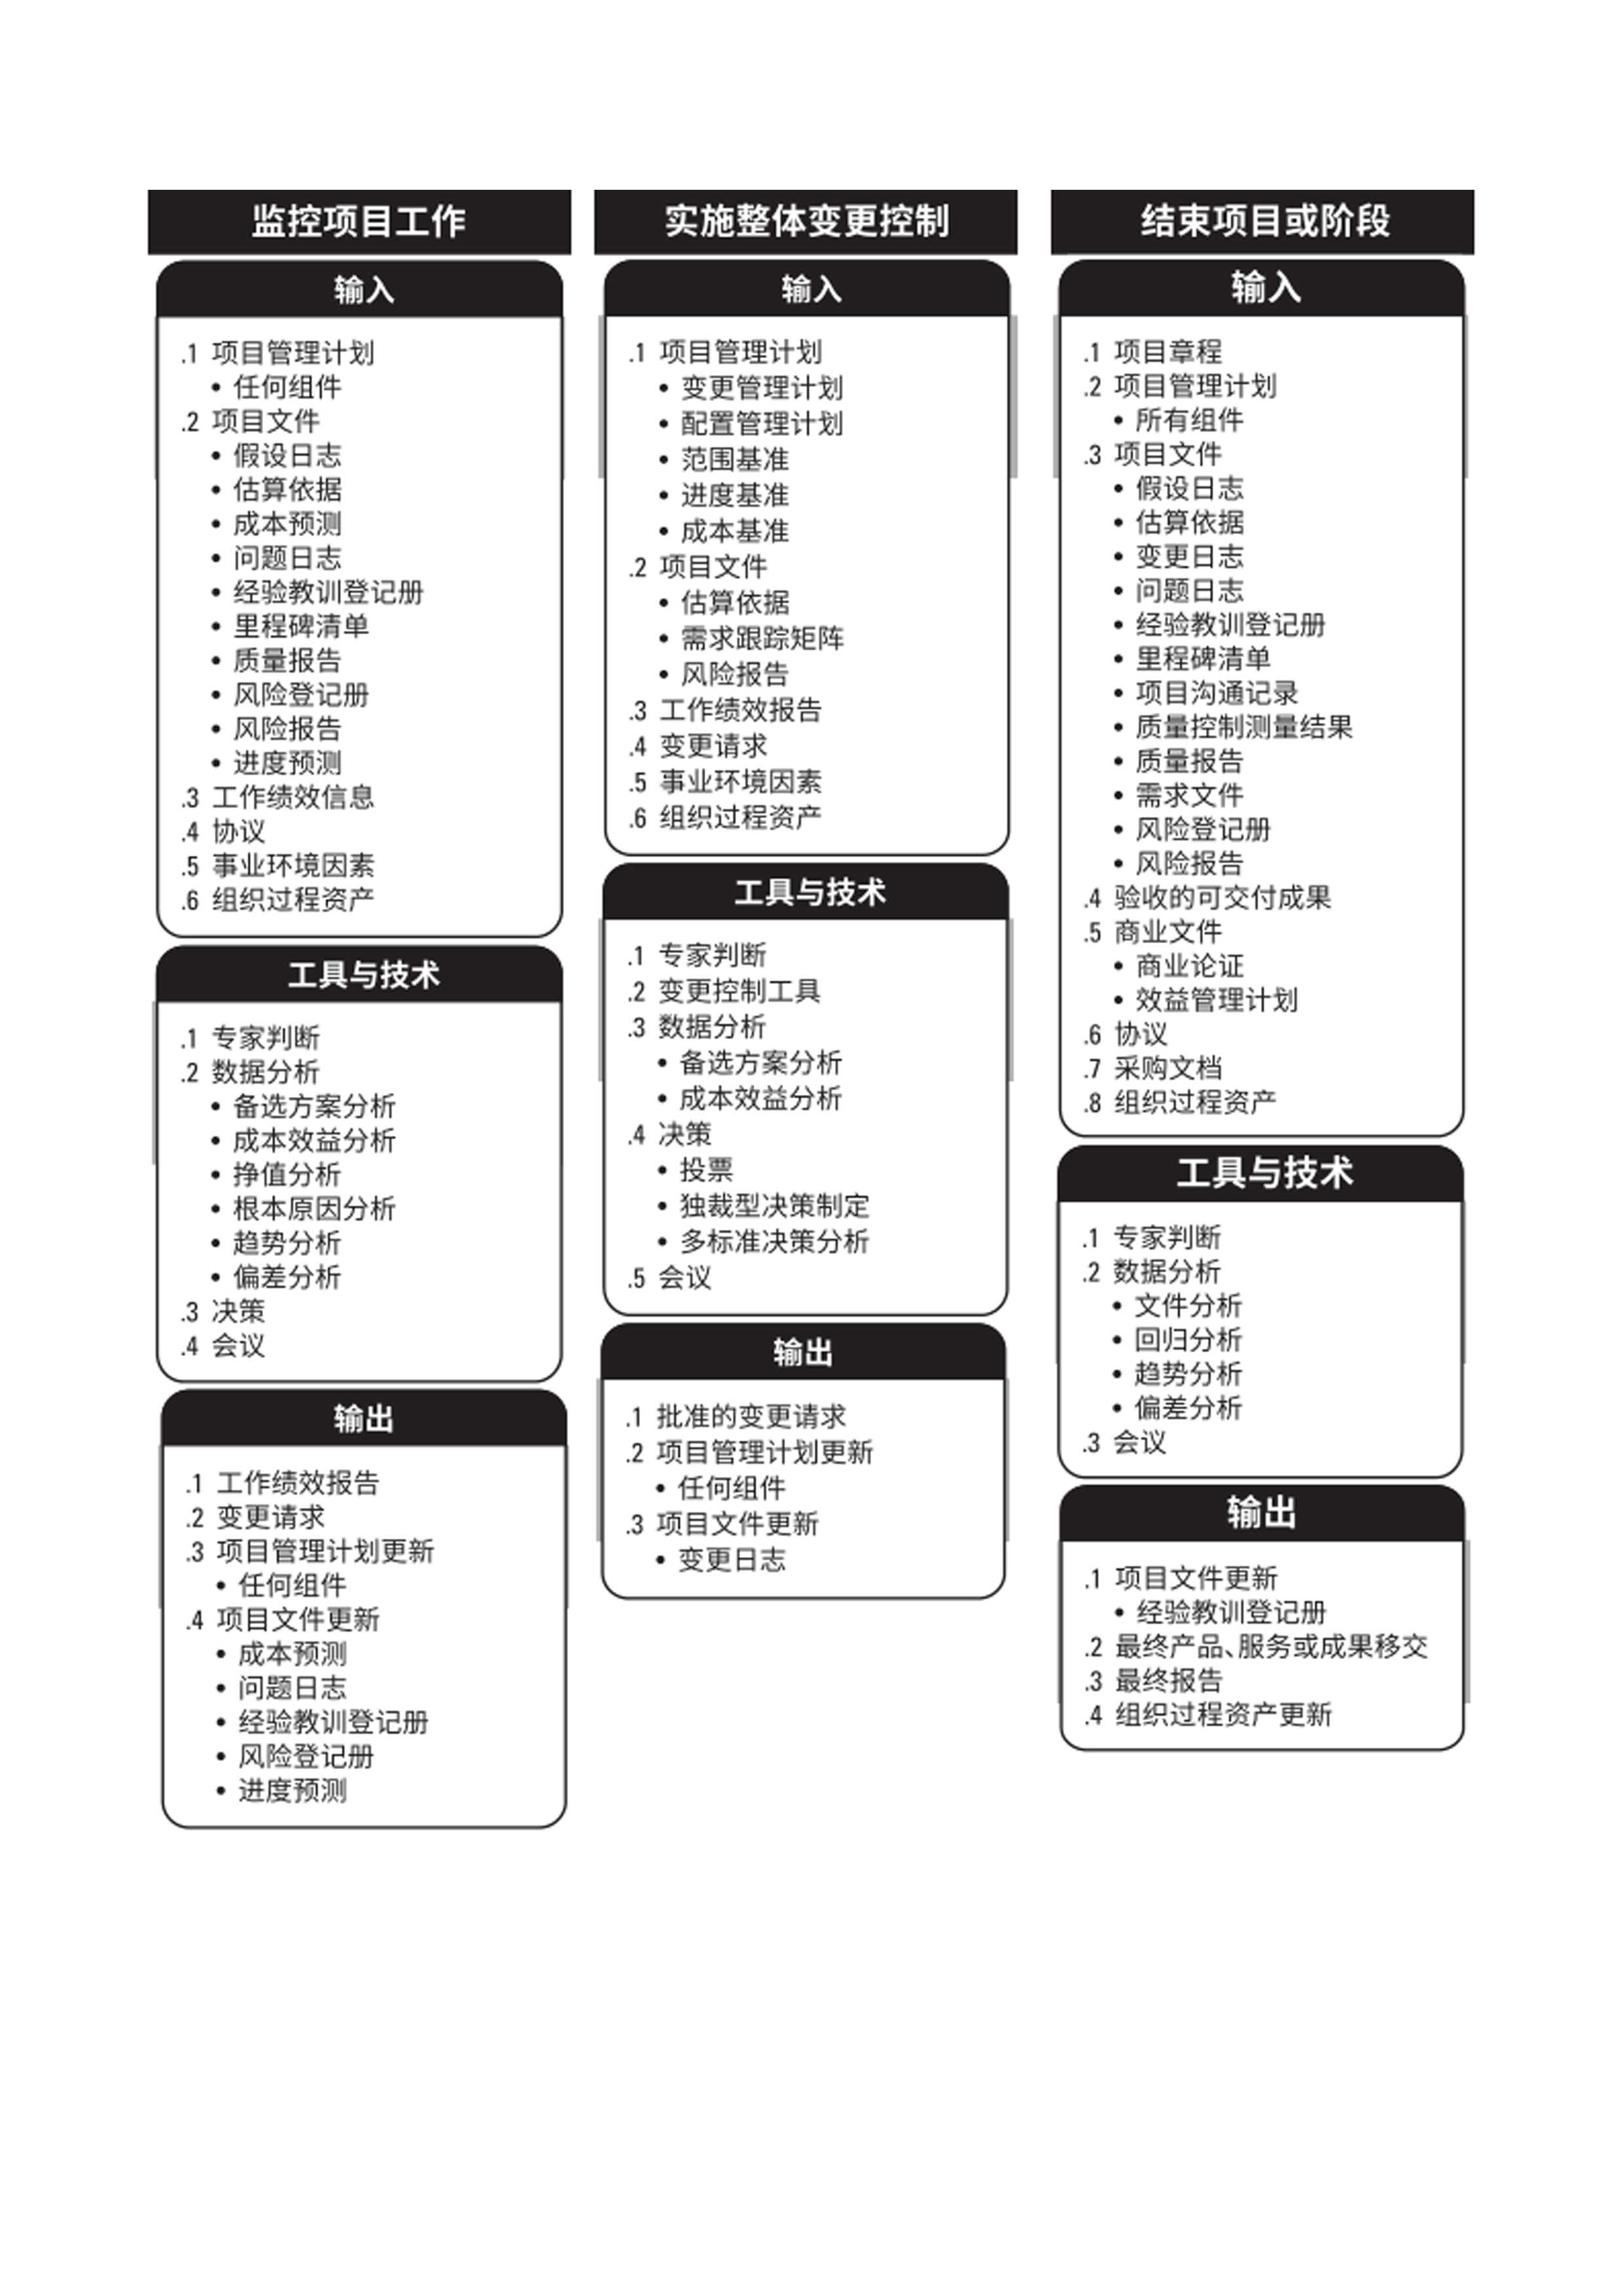 监控项目工作
输入
.1 项目管理计划
• 任何组件
.2 项目文件
• 假设日志
• 估算依据
• 成本预测
• 问题日志
• 经验教训登记册
• 里程碑清单
• 质量报告
• 风险登记册
• 风险报告
• 进度预测
.3 工作绩效信息
.4 协议
.5 事业环境因素
.6 组织过程资产
工具与技术
.1 专家判断
.2 数据分析
• 备选方案分析
• 成本效益分析
• 挣值分析
• 根本原因分析
• 趋势分析
• 偏差分析
.3 决策
.4 会议
输出
.1 工作绩效报告
.2 变更请求
.3 项目管理计划更新
• 任何组件
.4 项目文件更新
• 成本预测
• 问题日志
• 经验教训登记册
• 风险登记册
• 进度预测
实施整体变更控制
输入
.1 项目管理计划
• 变更管理计划
• 配置管理计划
• 范围基准
• 进度基准
• 成本基准
.2 项目文件
• 估算依据
• 需求跟踪矩阵
• 风险报告
.3 工作绩效报告
.4 变更请求
.5 事业环境因素
.6 组织过程资产
工具与技术
.1 专家判断
.2 变更控制工具
.3 数据分析
• 备选方案分析
• 成本效益分析
.4 决策
• 投票
• 独裁型决策制定
• 多标准决策分析
.5 会议
输出
.1 批准的变更请求
.2 项目管理计划更新
• 任何组件
.3 项目文件更新
• 变更日志
结束项目或阶段
输入
.1 项目章程
.2 项目管理计划
• 所有组件
.3 项目文件
• 假设日志
• 估算依据
• 变更日志
• 问题日志
• 经验教训登记册
• 里程碑清单
• 项目沟通记录
• 质量控制测量结果
• 质量报告
• 需求文件
• 风险登记册
• 风险报告
.4 验收的可交付成果
.5 商业文件
• 商业论证
• 效益管理计划
.6 协议
.7 采购文档
.8 组织过程资产
工具与技术
.1 专家判断
.2 数据分析
• 文件分析
• 回归分析
• 趋势分析
• 偏差分析
.3 会议
输出
.1 项目文件更新
• 经验教训登记册
.2 最终产品、服务或成果移交
.3 最终报告
.4 组织过程资产更新